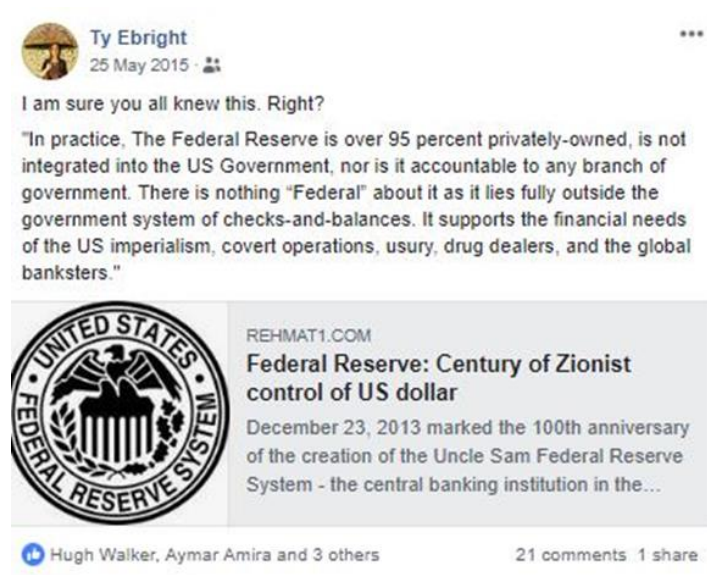 Ty Ebright
25 May 2015
I am sure you all knew this. Right?
"In practice, The Federal Reserve is over 95 percent privately-owned, is not
integrated into the US Government, nor is it accountable to any branch of
government. There is nothing “Federal” about it as it lies fully outside the
government system of checks-and-balances. It supports the financial needs
of the US imperialism, covert operations, usury, drug dealers, and the global
banksters."
UNITED STATES
FEDERAL RESERVE SYSTEM
REHMAT1.COM
Federal Reserve: Century of Zionist
control of US dollar
December 23, 2013 marked the 100th anniversary
of the creation of the Uncle Sam Federal Reserve
System - the central banking institution in the...
Hugh Walker, Aymar Amira and 3 others
21 comments 1 share